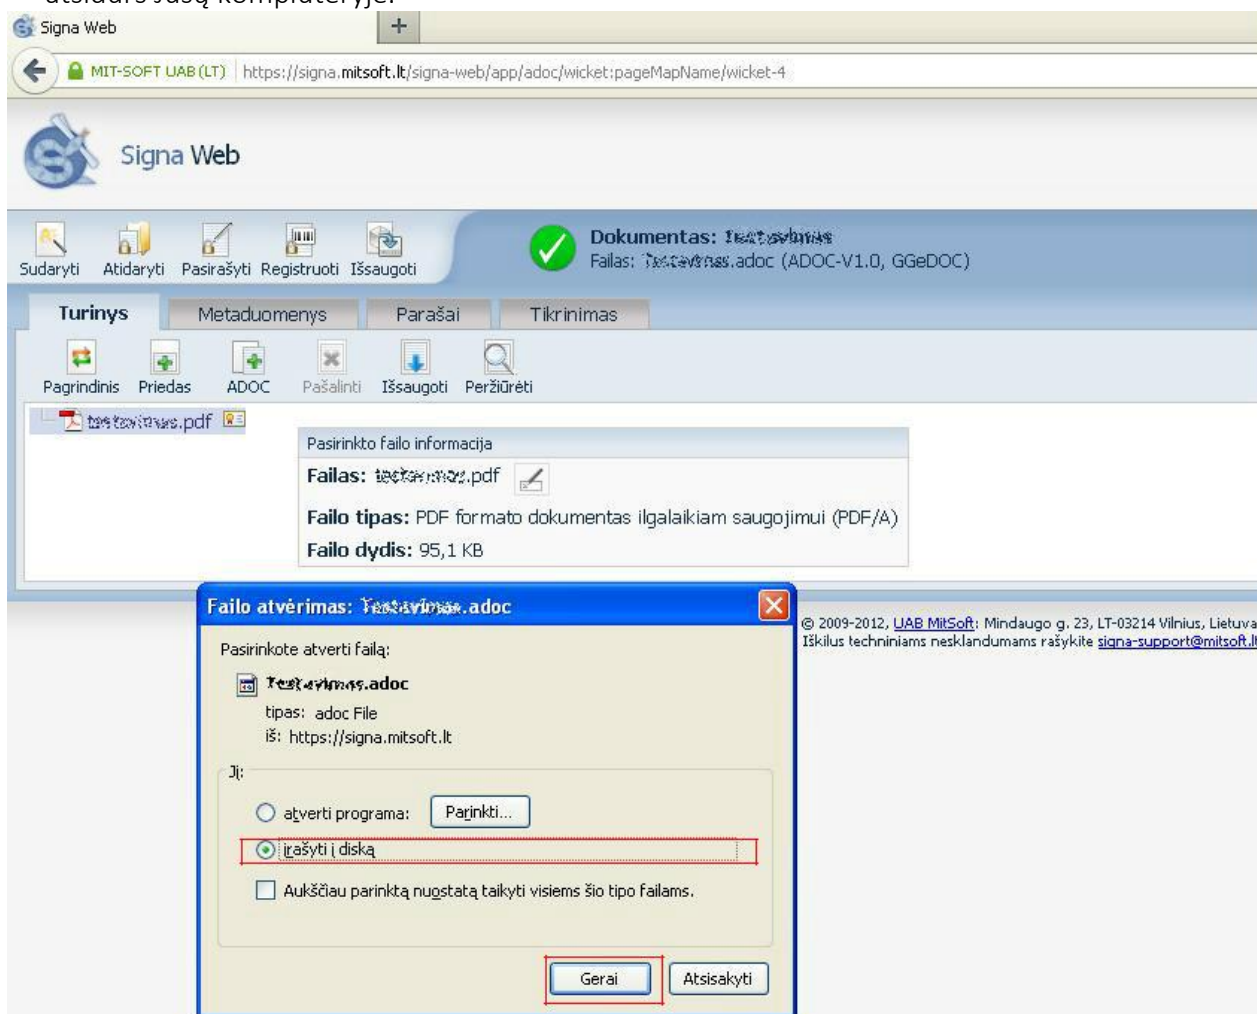 Signa Web
MIT-SOFT UAB (LT) https://signa.mitsoft.lt/signa-web/app/adoc/wicket:pageMapName/wicket-4
Signa Web
Sudaryti Atidaryti Pasirašyti Registruoti Išsaugoti
Dokumentas:
Failas: .adoc (ADOC-V1.0, GGeDOC)
Turinys Metaduomenys Parašai Tikrinimas
Pagrindinis Priedas ADOC Pašalinti Išsaugoti Peržiūrėti
.pdf
Pasirinkto failo informacija
Failas: .pdf
Failo tipas: PDF formato dokumentas ilgalaikiam saugojimui (PDF/A)
Failo dydis: 95,1 KB
Failo atvėrimas: .adoc
© 2009-2012, UAB MitSoft; Mindaugo g. 23, LT-03214 Vilnius, Lietuva
Iškilus techniniams nesklandumams rašykite signa-support@mitsoft.lt
Pasirinkote atverti failą:
.adoc
tipas: adoc File
iš: https://signa.mitsoft.lt
Jį:
atverti programa: Parinkti...
įrašyti į diską
Aukščiau parinktą nuostatą taikyti visiems šio tipo failams.
Gerai Atsisakyti